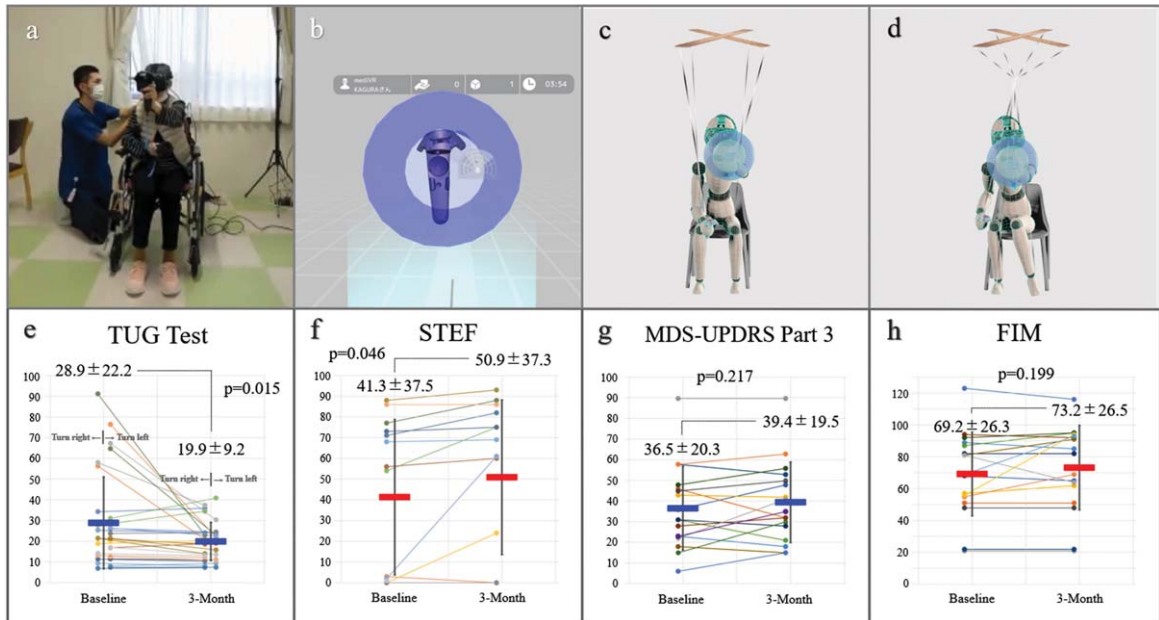 a
b
mediVR
KAGURAさん
0
1
03:54
c
d
e TUG Test
28.9±22.2
p=0.015
19.9±9.2
Turn right ←→ Turn left
Turn right ←→ Turn left
100
90
80
70
60
50
40
30
20
10
0
Baseline 3-Month
f STEF
p=0.046
50.9±37.3
41.3±37.5
100
90
80
70
60
50
40
30
20
10
0
Baseline 3-Month
g MDS-UPDRS Part 3
p=0.217
39.4±19.5
36.5±20.3
100
90
80
70
60
50
40
30
20
10
0
Baseline 3-Month
h FIM
p=0.199
73.2±26.5
69.2±26.3
120
100
80
60
40
20
0
Baseline 3-Month